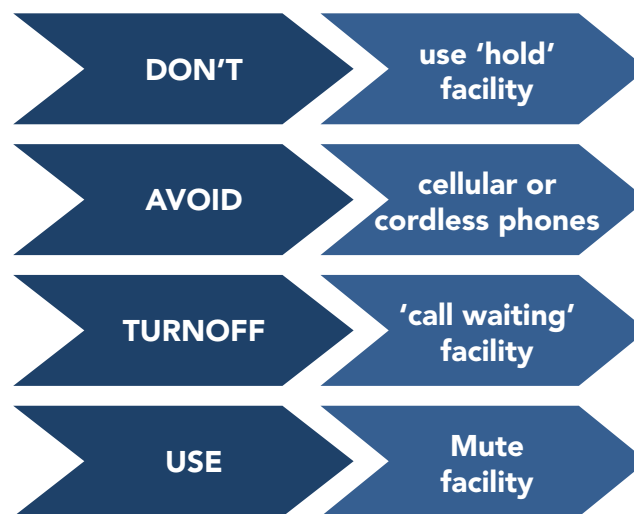 DON'T
use 'hold'
facility
AVOID
cellular or
cordless phones
TURNOFF
'call waiting'
facility
USE
Mute
facility